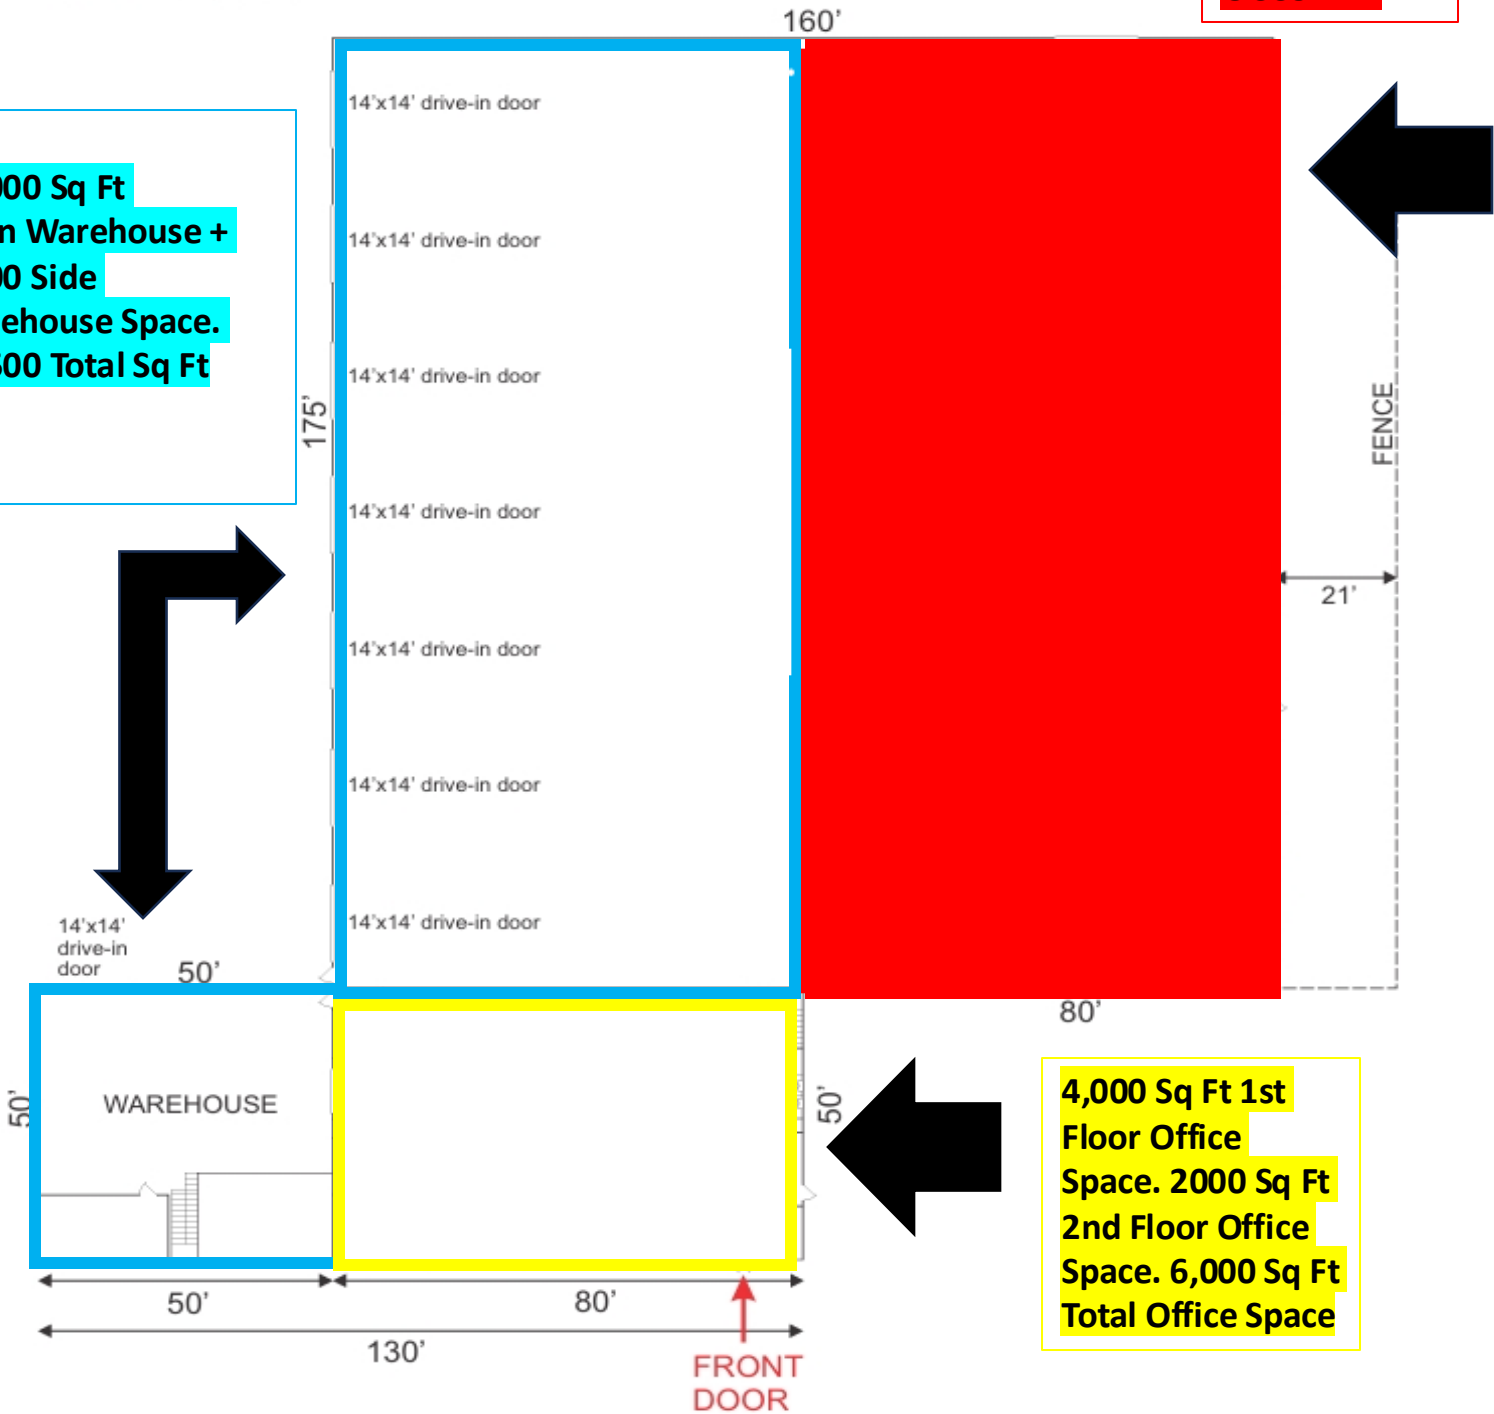 160’
14’x14’ drive-in door
00 Sq Ft
Warehouse +
Side
Space.
Total Sq Ft
14’x14’ drive-in door
14’x14’ drive-in door
175’
FENCE
14’x14’ drive-in door
21’
14’x14’ drive-in door
14’x14’ drive-in door
14’x14’ drive-in door
14’x14’
drive-in
door
50’
80’
50’
WAREHOUSE
50’
4,000 Sq Ft 1st
Floor Office
Space. 2000 Sq Ft
2nd Floor Office
Space. 6,000 Sq Ft
Total Office Space
50’
80’
130’
FRONT
DOOR